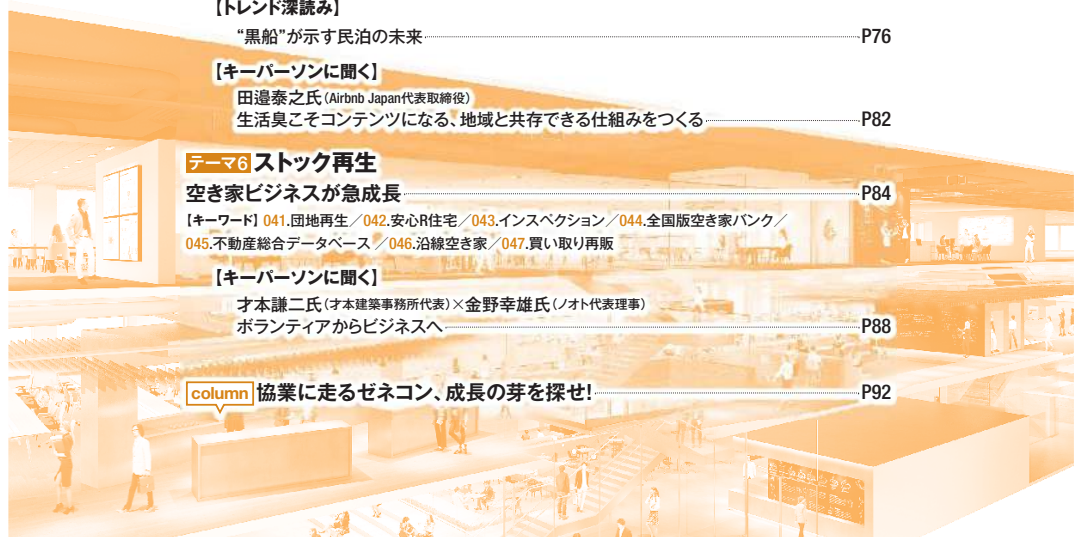 【トレンド深読み】
“黒船”が示す民泊の未来 P76
【キーパーソンに聞く】
田邉泰之氏(Airbnb Japan代表取締役)
生活臭こそコンテンツになる、地域と共存できる仕組みをつくる P82
テーマ6 ストック再生
空き家ビジネスが急成長 P84
【キーワード】 041.団地再生/042.安心R住宅/043.インスペクション/044.全国版空き家バンク/
045.不動産総合データベース/046.沿線空き家/047.買い取り再販
【キーパーソンに聞く】
才本謙二氏(才本建築事務所代表)×金野幸雄氏(ノオト代表理事)
ボランティアからビジネスへ P88
column 協業に走るゼネコン、成長の芽を探せ! P92